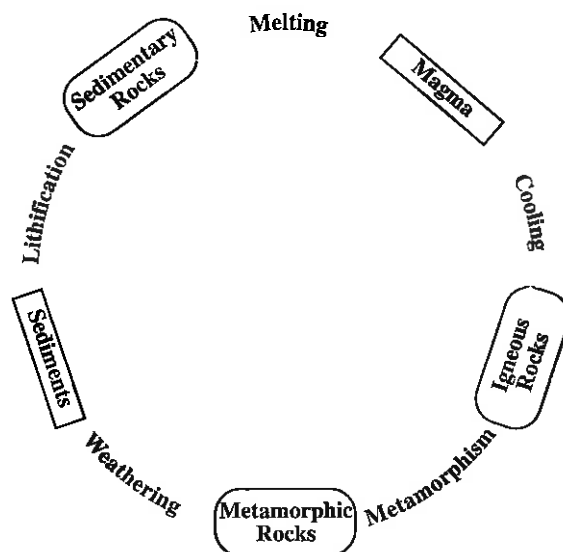 Melting
Magma
Cooling
Igneous
Rocks
Metamorphism
Metamorphic
Rocks
Weathering
Sediments
Lithification
Sedimentary
Rocks